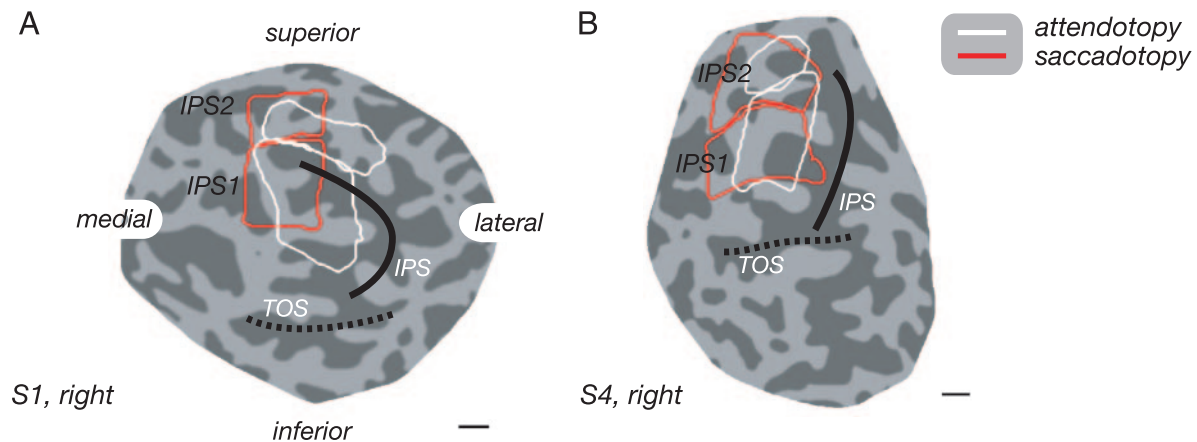 A
superior
IPS2
IPS1
medial
lateral
IPS
TOS
S1, right
inferior
B
IPS2
IPS1
IPS
TOS
S4, right
attendotopy
saccadotopy